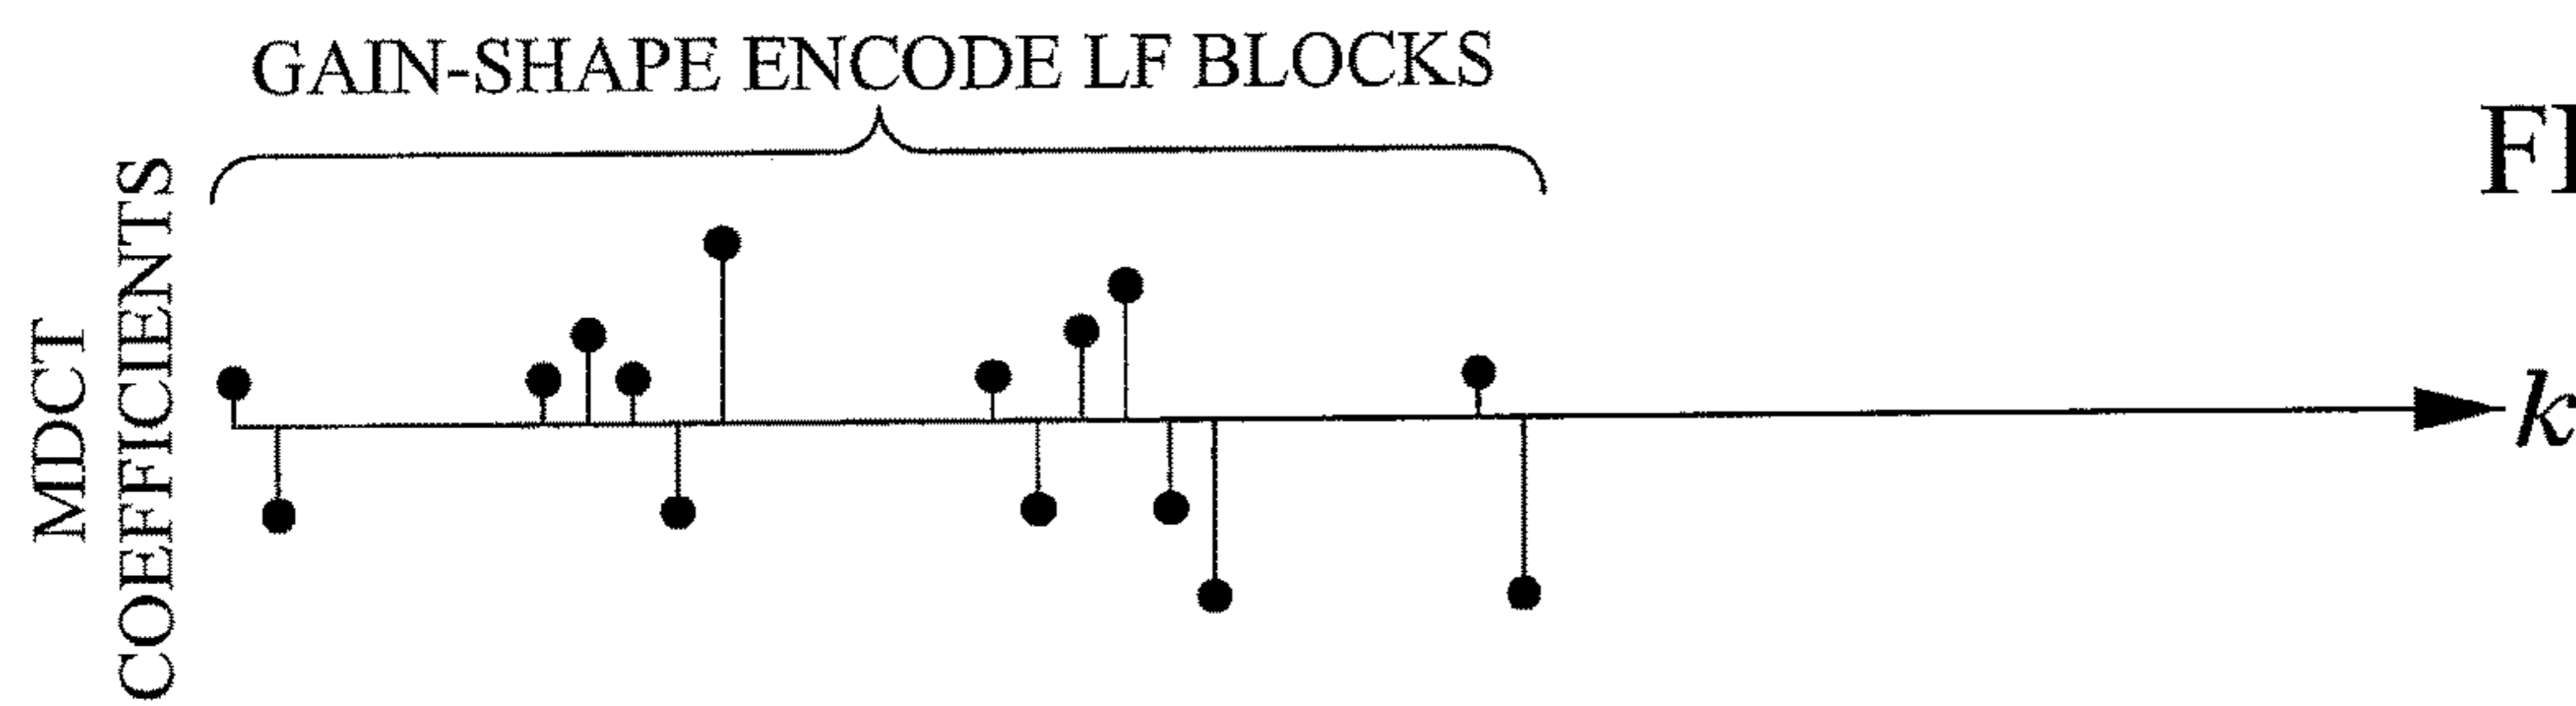 GAIN-SHAPE ENCODE LF BLOCKS
MDCT
COEFFICIENTS
k